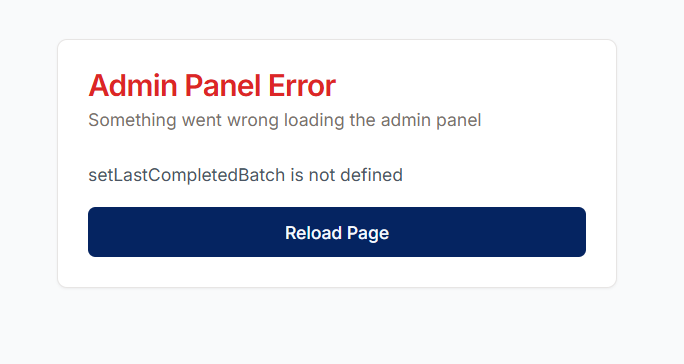 Admin Panel Error
Something went wrong loading the admin panel
setLastCompletedBatch is not defined
Reload Page